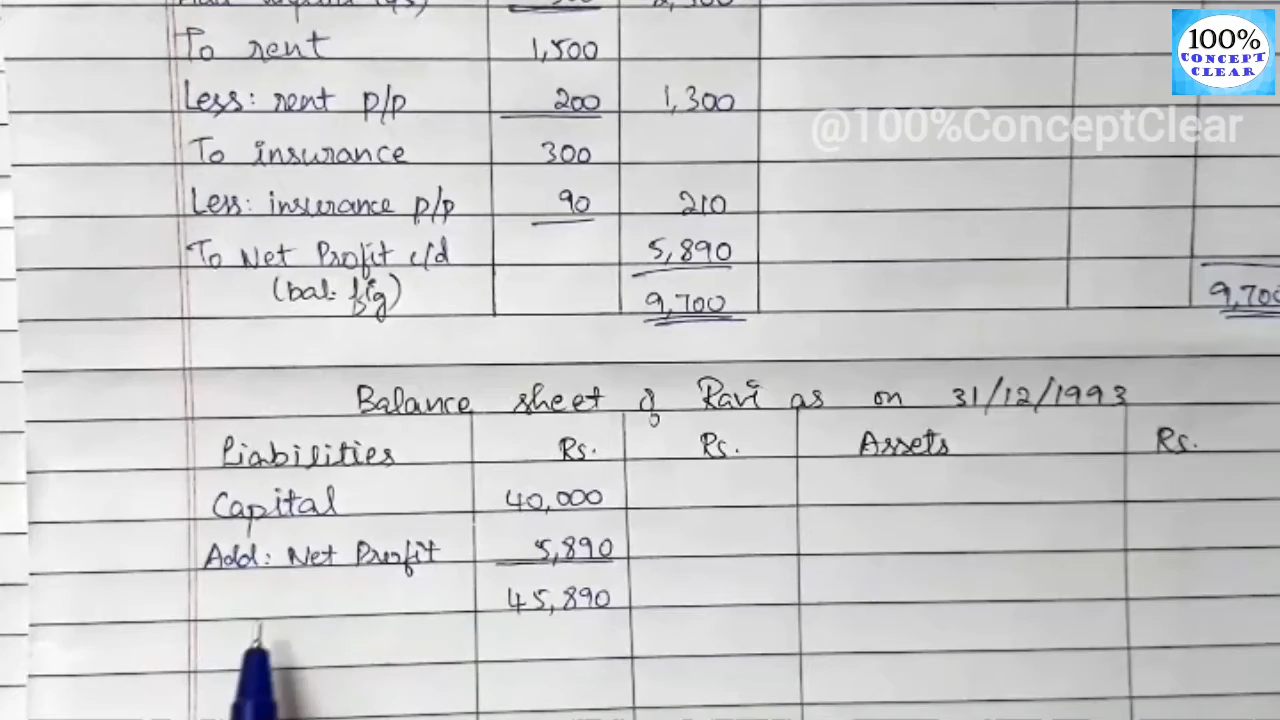 100%
CONCEPT
CLEAR
To rent 1,500
Less: rent p/p 200 1,300
@100%ConceptClear
To insurance 300
Less: insurance p/p 90 210
To Net Profit c/d 5,890
(bal. fig) 9,700 9,700
Balance sheet of Ravi as on 31/12/1993
Liabilities Rs. Rs. Assets Rs.
Capital 40,000
Add: Net Profit 5,890
45,890